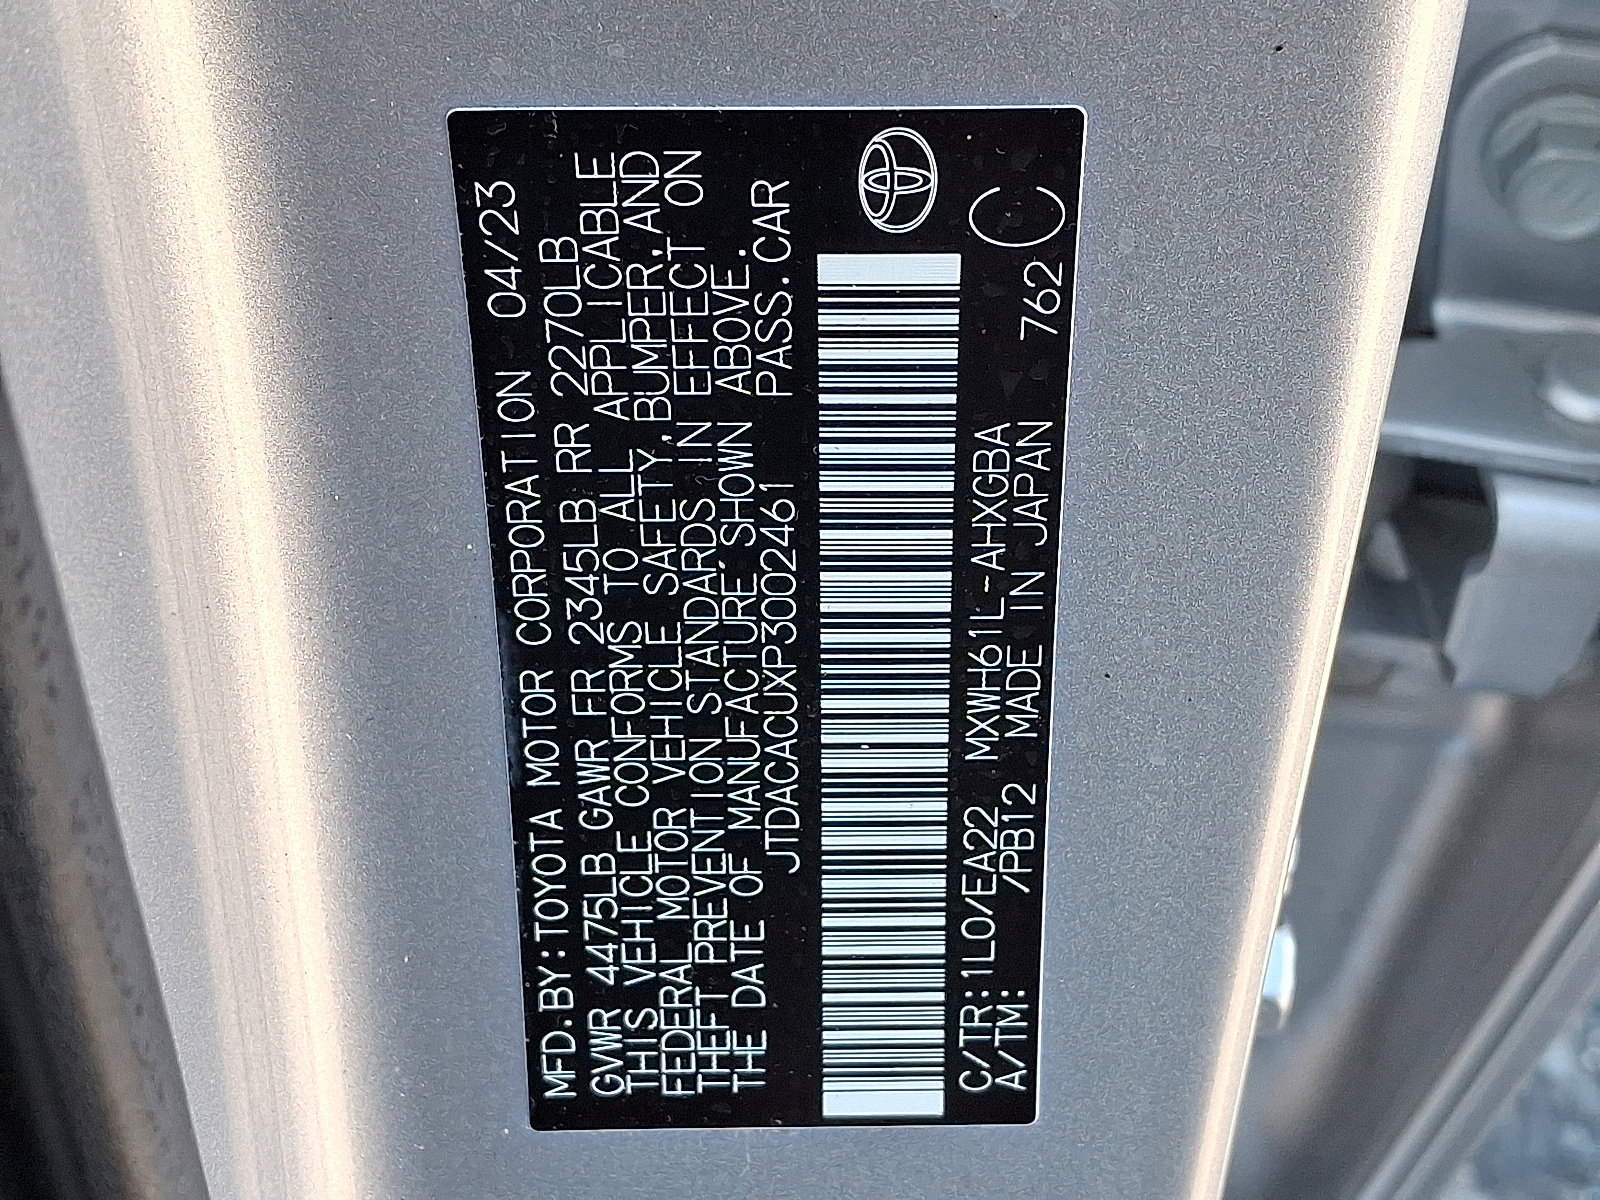 MFD.BY:TOYOTA MOTOR CORPORATION 04/23
GVWR 4475LB GAWR FR 2345LB RR 2270LB
THIS VEHICLE CONFORMS TO ALL APPLICABLE
FEDERAL MOTOR VEHICLE SAFETY,BUMPER,AND
THEFT PREVENTION STANDARDS IN EFFECT ON
THE DATE OF MANUFACTURE SHOWN ABOVE.
JTDACACUXP3002461 PASS.CAR
C/TR:1L0/EA22 MXWH61L-AHXGBA
A/TM: /PB12 MADE IN JAPAN 762